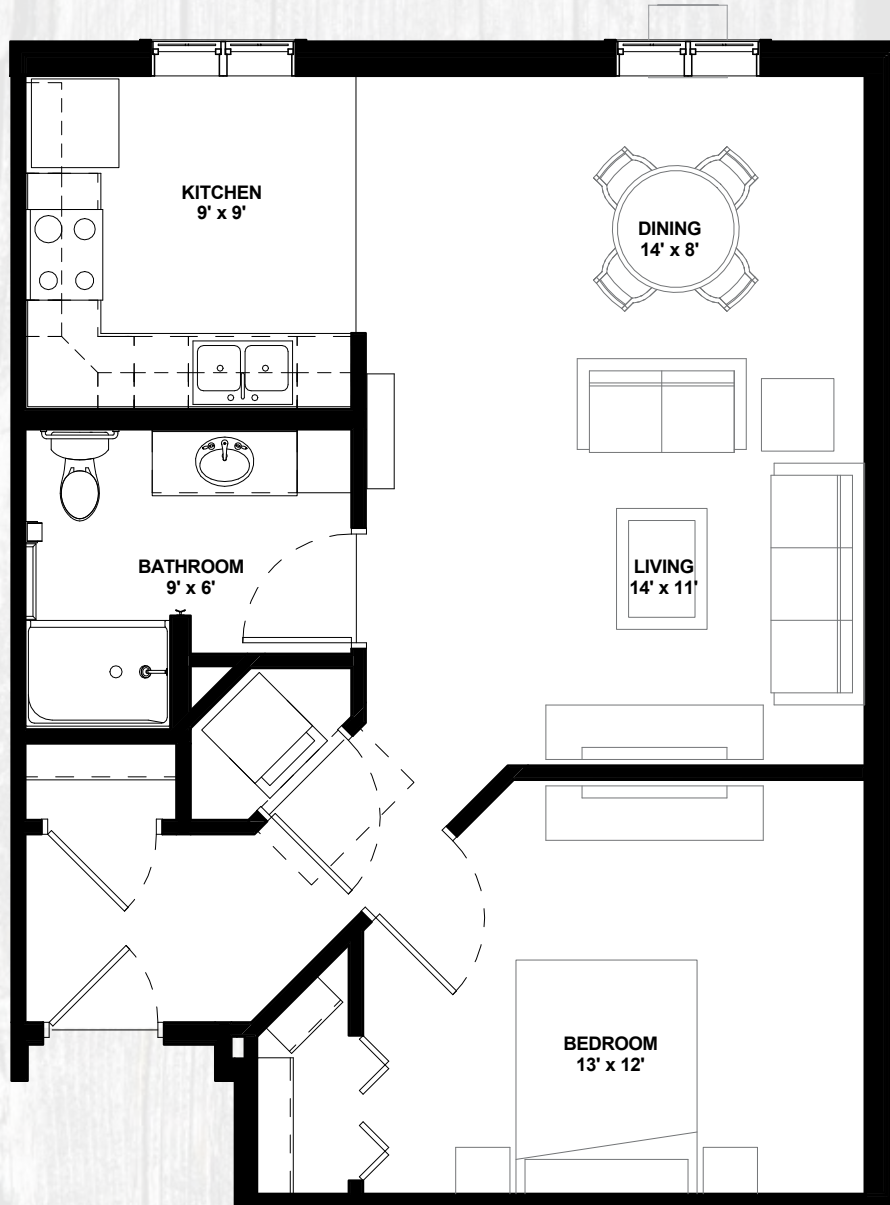 KITCHEN
9' x 9'
DINING
14' x 8'
BATHROOM
9' x 6'
LIVING
14' x 11'
BEDROOM
13' x 12'